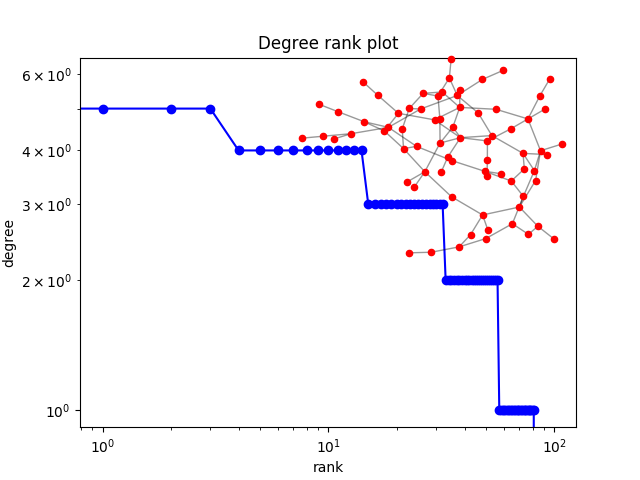 Degree rank plot
6 × 10⁰
4 × 10⁰
3 × 10⁰
2 × 10⁰
10⁰
degree
10⁰ 10¹ 10²
rank